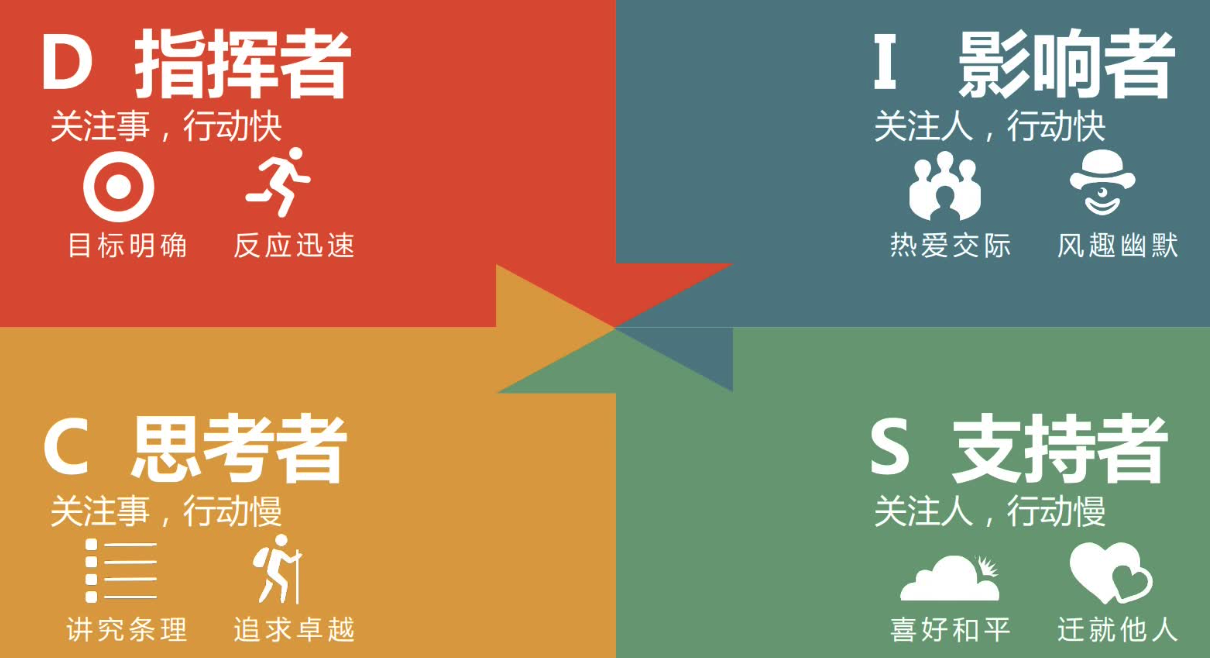 D 指挥者
关注事，行动快
目标明确 反应迅速
I 影响者
关注人，行动快
热爱交际 风趣幽默
C 思考者
关注事，行动慢
讲究条理 追求卓越
S 支持者
关注人，行动慢
喜好和平 迁就他人